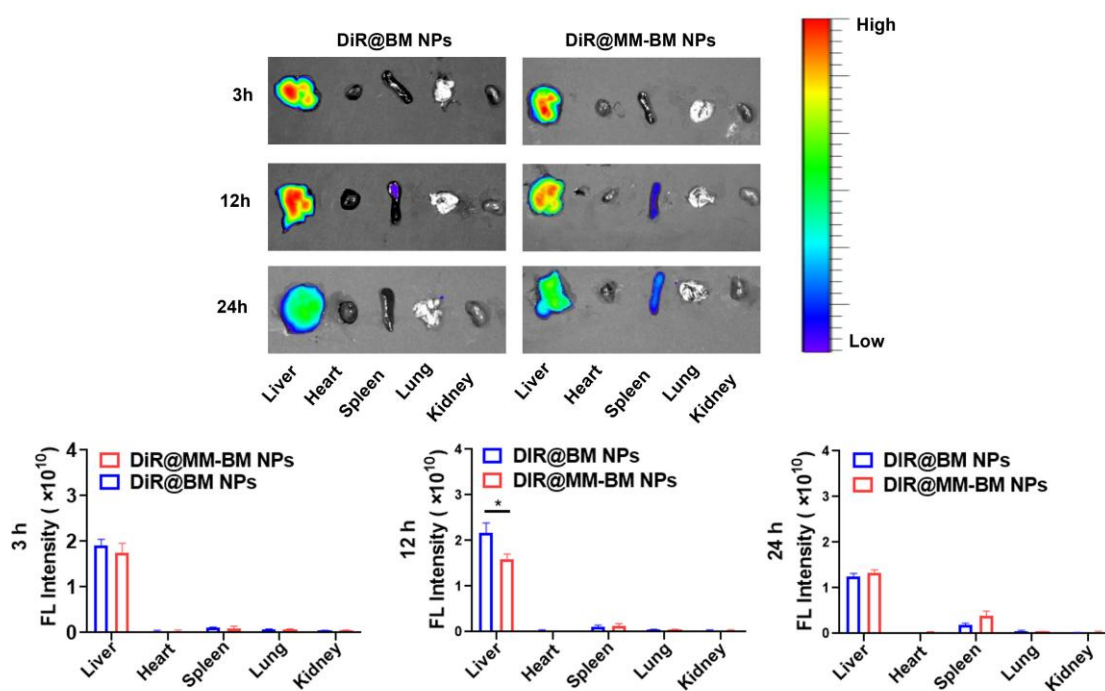 DiR@BM NPs
DiR@MM-BM NPs
High
3h
12h
24h
Low
Liver
Heart
Spleen
Lung
Kidney
Liver
Heart
Spleen
Lung
Kidney
3 h
FL Intensity ( ×10¹⁰)
4
3
2
1
0
DiR@MM-BM NPs
DiR@BM NPs
Liver
Heart
Spleen
Lung
Kidney
12 h
FL Intensity ( ×10¹⁰)
4
3
2
1
0
DIR@BM NPs
DIR@MM-BM NPs
*
Liver
Heart
Spleen
Lung
Kidney
24 h
FL Intensity ( ×10¹⁰)
4
3
2
1
0
DIR@BM NPs
DIR@MM-BM NPs
Liver
Heart
Spleen
Lung
Kidney